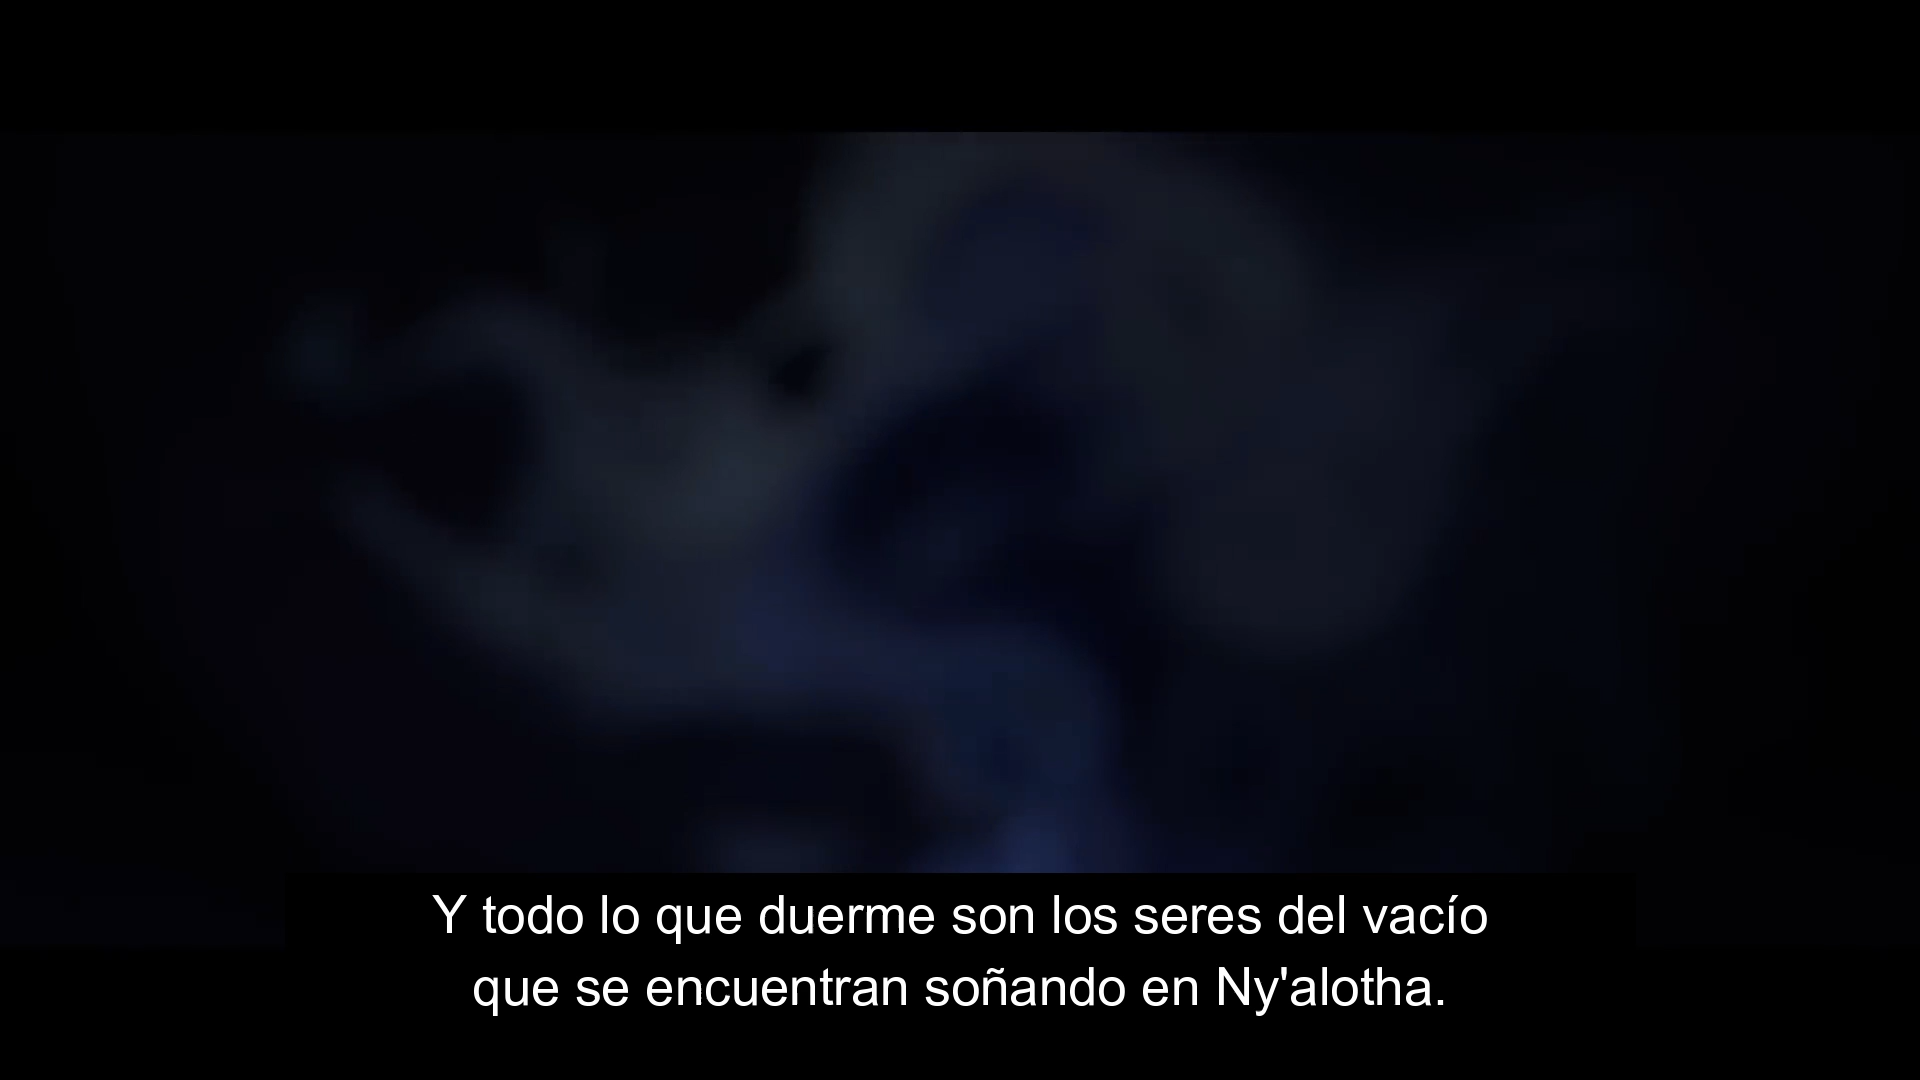 Y todo lo que duerme son los seres del vacío
que se encuentran soñando en Ny'alotha.